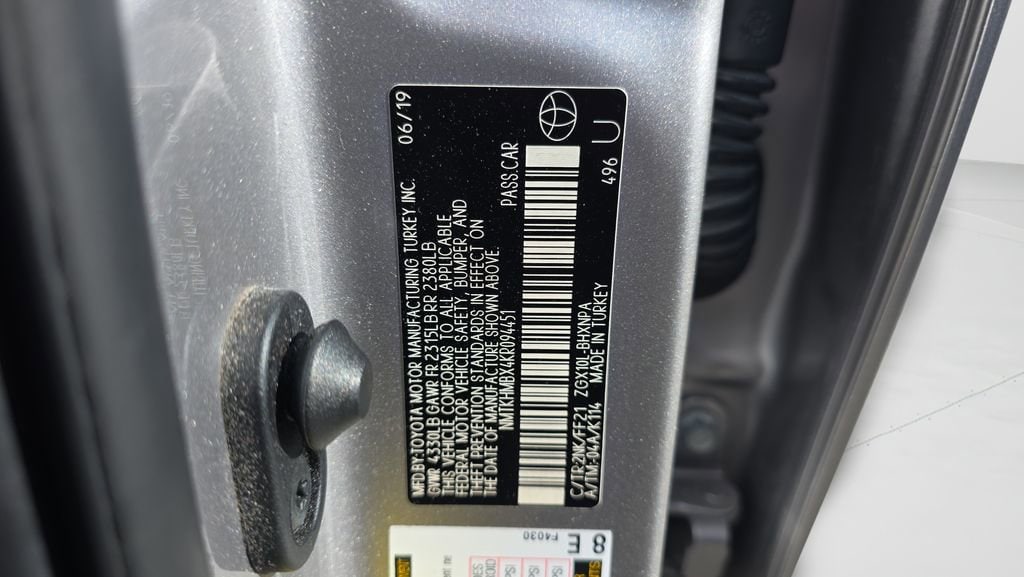 MFD BY:TOYOTA MOTOR MANUFACTURING TURKEY INC. 06/19
GVWR 4330LB GAWR FR 2315LB RR 2380LB
THIS VEHICLE CONFORMS TO ALL APPLICABLE
FEDERAL MOTOR VEHICLE SAFETY, BUMPER, AND
THEFT PREVENTION STANDARDS IN EFFECT ON
THE DATE OF MANUFACTURE SHOWN ABOVE.
NMTKHMBX4KR094451 PASS.CAR
C/TR:2NK/FF21 ZGX10L-BHXNPA
A/TM:-04A/K114 MADE IN TURKEY
496 U
8 E
F4030